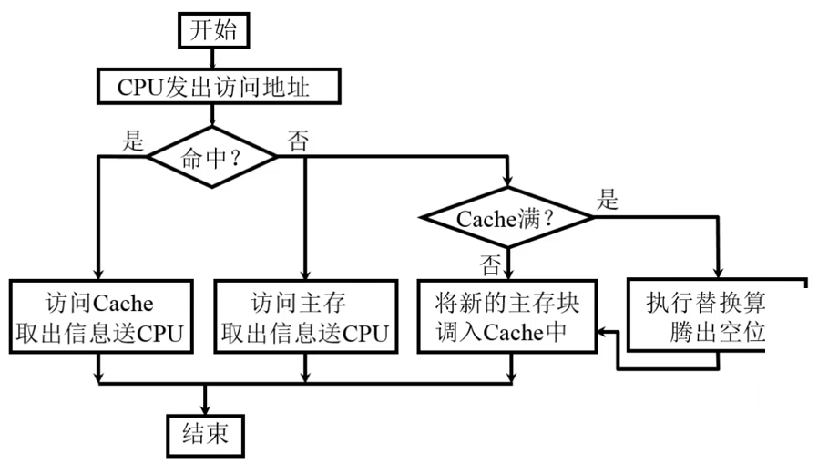 开始
CPU发出访问地址
是
命中？
否
Cache满？
是
否
访问Cache
取出信息送CPU
访问主存
取出信息送CPU
将新的主存块
调入Cache中
执行替换算
腾出空位
结束